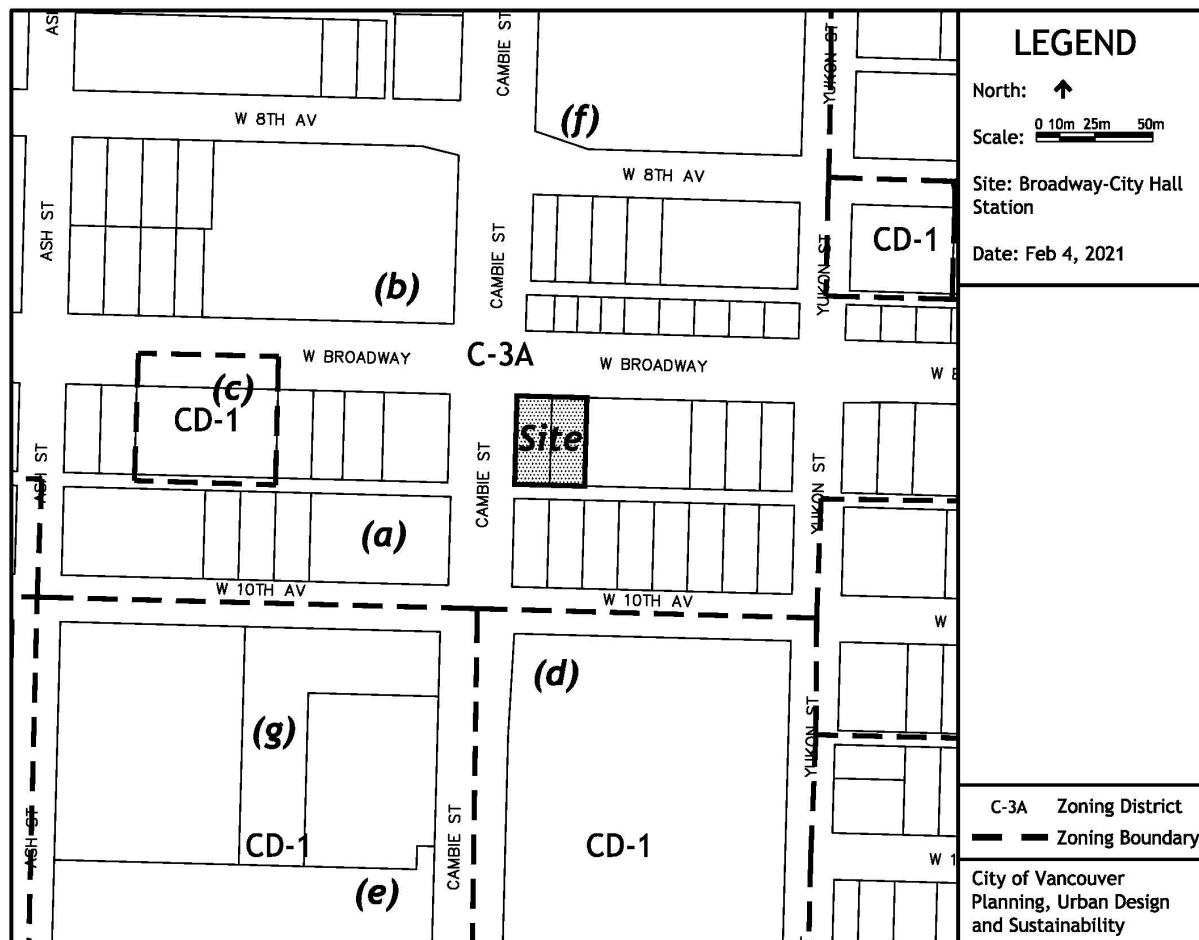 AS
CAMBIE ST
YUKON ST
W 8TH AV
(f)
W 8TH AV
ASH ST
CAMBIE ST
YUKON ST
CD-1
(b)
W BROADWAY
C-3A
W BROADWAY
W
(c)
CD-1
Site
ASH ST
CAMBIE ST
YUKON ST
(a)
W 10TH AV
W 10TH AV
W
(d)
(g)
YUKON ST
ASH ST
CD-1
CAMBIE ST
CD-1
W 1
(e)
LEGEND
North:
Scale: 0 10m 25m 50m
Site: Broadway-City Hall
Station
Date: Feb 4, 2021
C-3A Zoning District
Zoning Boundary
City of Vancouver
Planning, Urban Design
and Sustainability